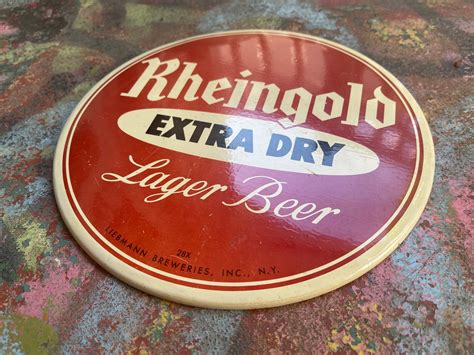 Rheingold
EXTRA DRY
Lager Beer
28X
LIEBMANN BREWERIES, INC., N.Y.